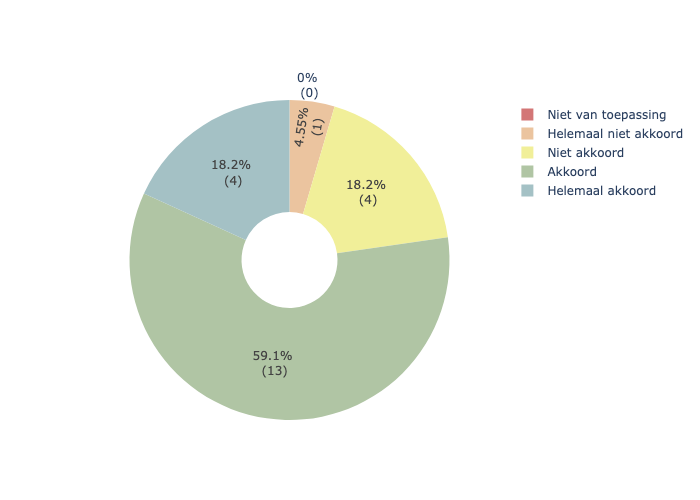 0%
(0)
4.55%
(1)
18.2%
(4)
18.2%
(4)
59.1%
(13)
Niet van toepassing
Helemaal niet akkoord
Niet akkoord
Akkoord
Helemaal akkoord